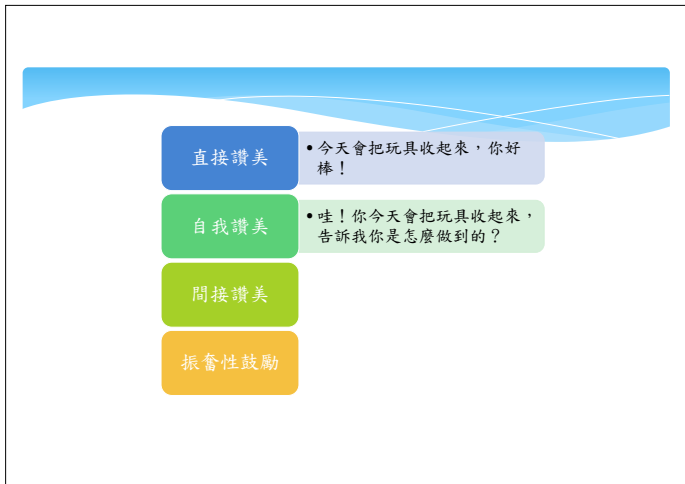 直接讚美
•今天會把玩具收起來，你好
棒！
自我讚美
•哇！你今天會把玩具收起來，
告訴我你是怎麼做到的？
間接讚美
振奮性鼓勵